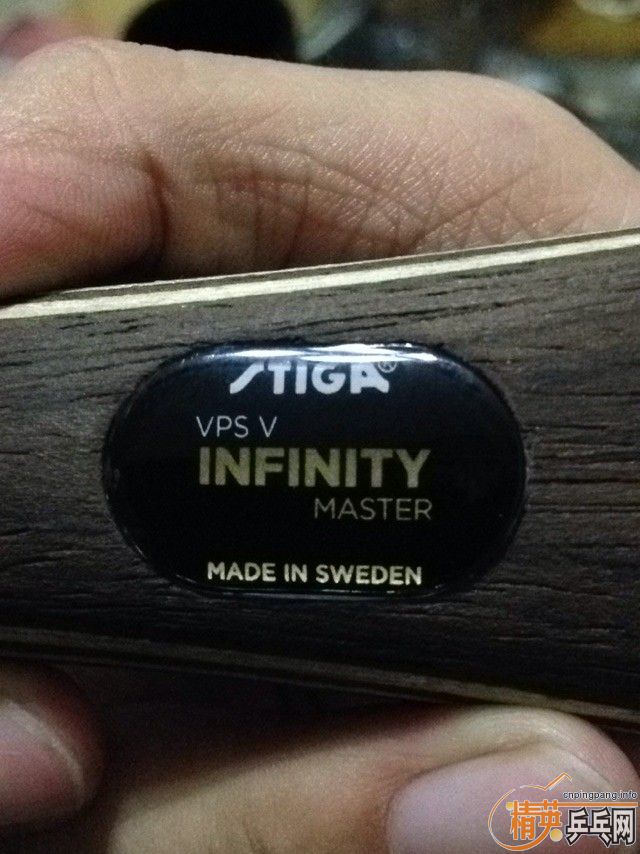 STIGA®
VPS V
INFINITY
MASTER
MADE IN SWEDEN
cnpingpang.info
精英乒乓网